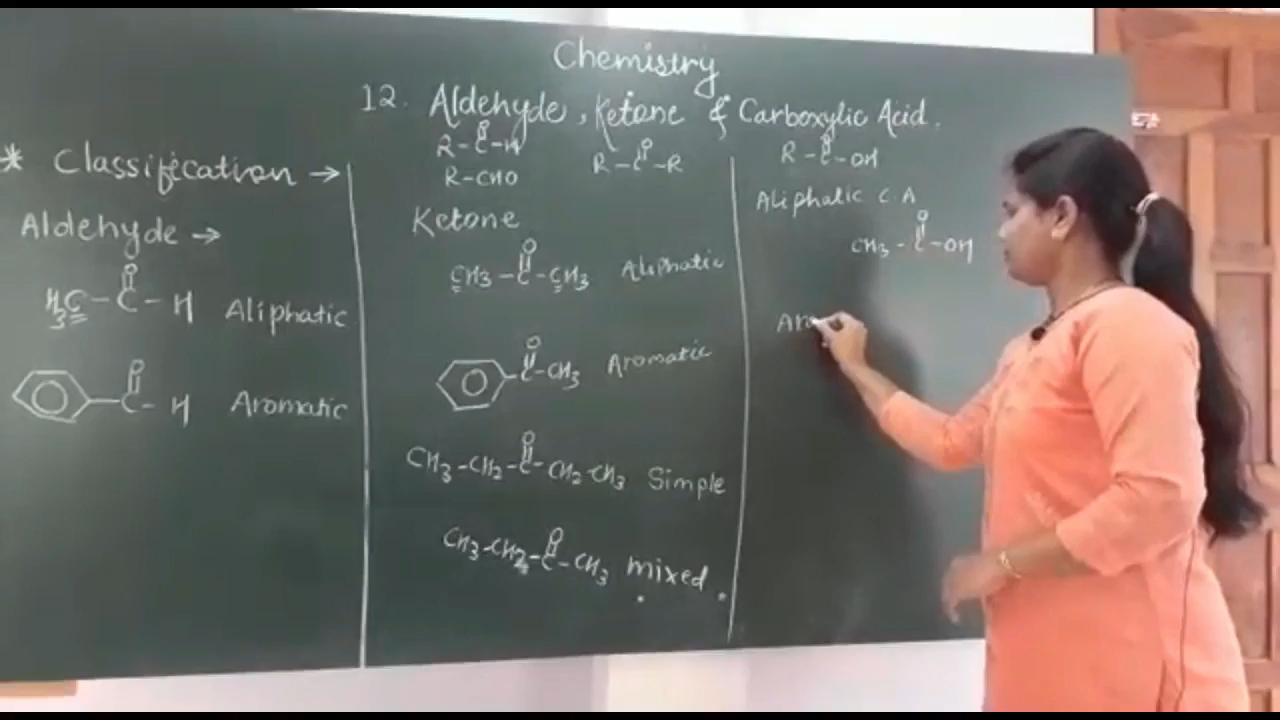 Chemistry
12. Aldehyde, Ketone & Carboxylic Acid.
R-C-H
O
R-CHO
R-C-R
O
R-C-OH
O
* Classification →
Aldehyde →
H3C-C-H Aliphatic
O
C-H Aromatic
O
Ketone
CH3-C-CH3 Aliphatic
O
C-CH3 Aromatic
O
CH3-CH2-C-CH2-CH3 Simple
O
CH3-CH2-C-CH3 mixed.
O
Aliphatic C A
CH3-C-OH
O
Aro